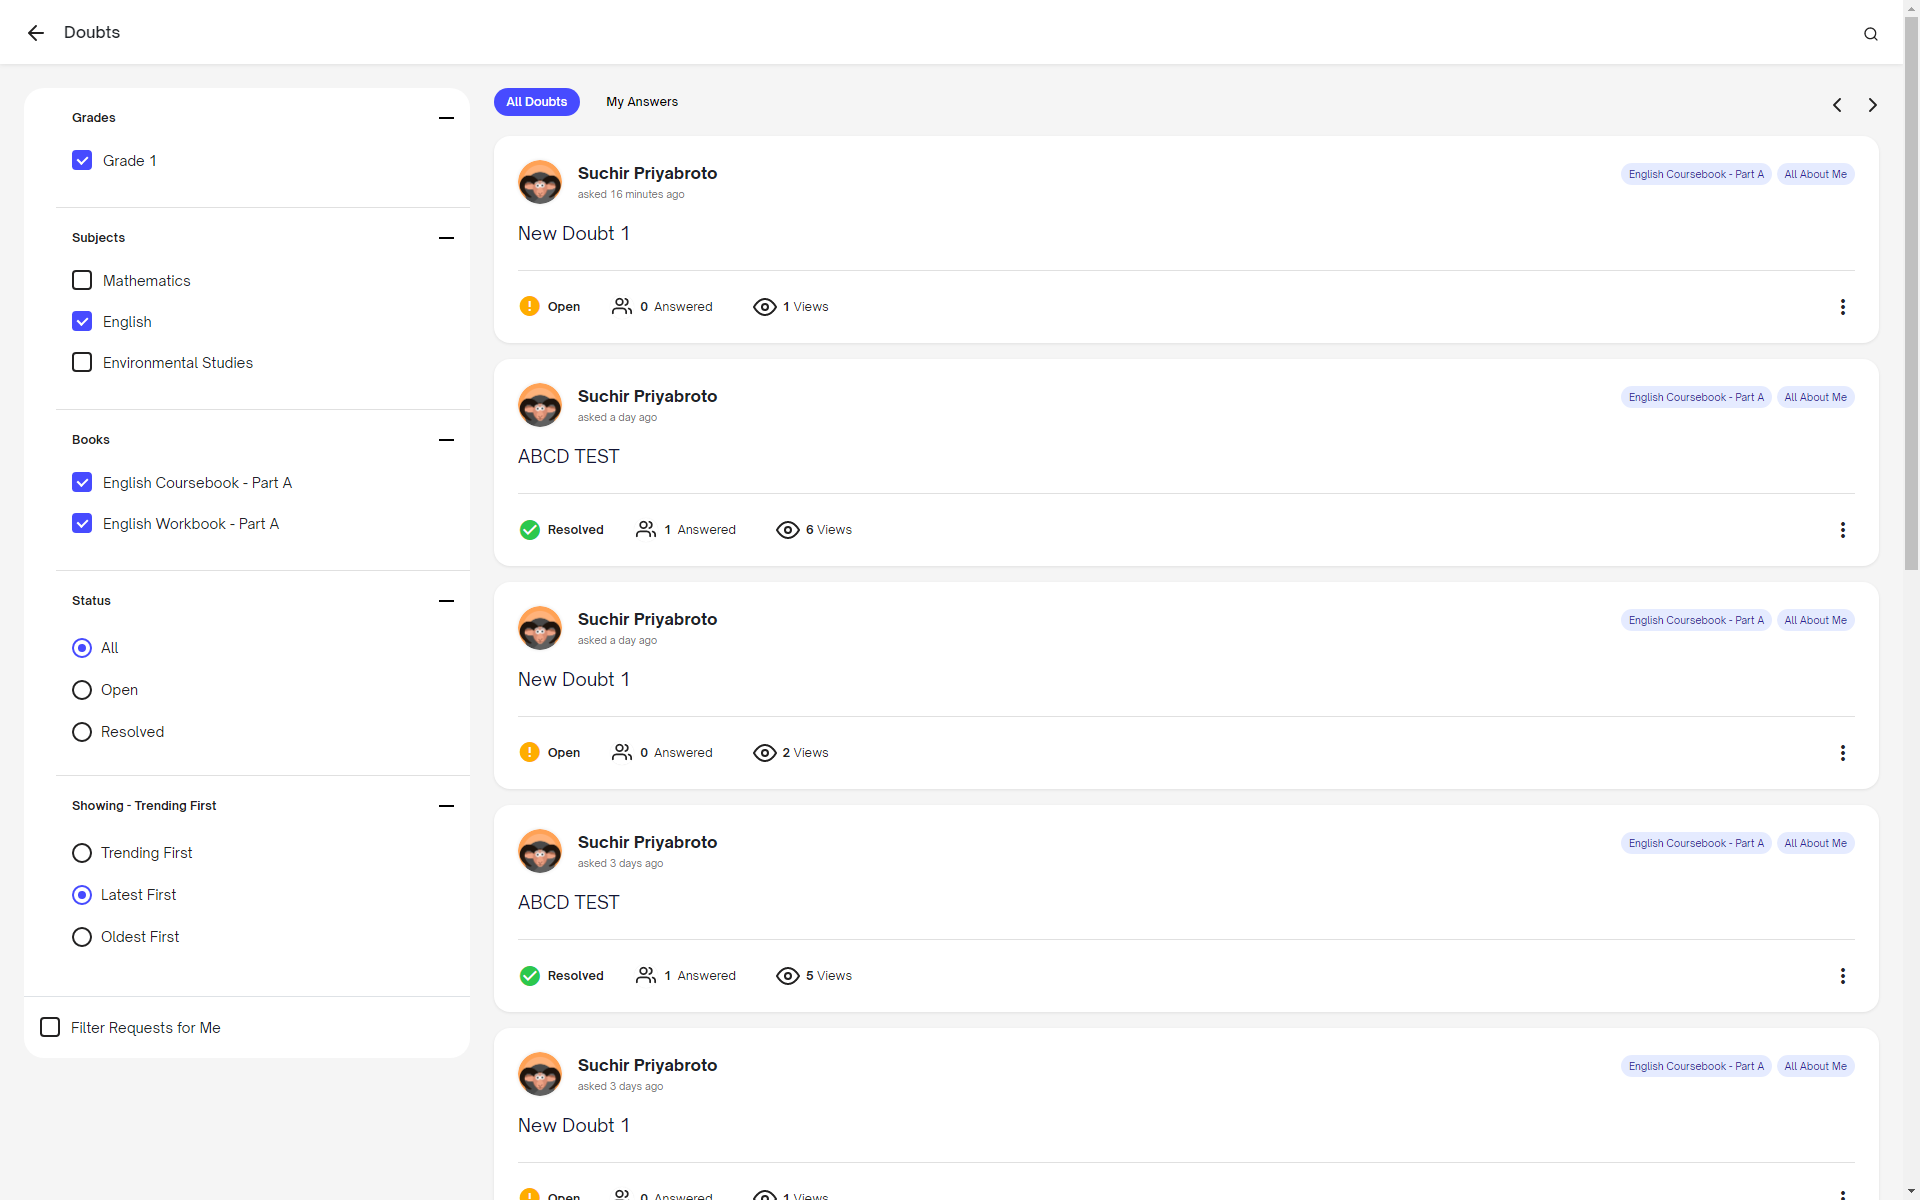 Doubts
Grades
Grade 1
Subjects
Mathematics
English
Environmental Studies
Books
English Coursebook - Part A
English Workbook - Part A
Status
All
Open
Resolved
Showing - Trending First
Trending First
Latest First
Oldest First
Filter Requests for Me
All Doubts My Answers
Suchir Priyabroto
asked 16 minutes ago
English Coursebook - Part A All About Me
New Doubt 1
Open 0 Answered 1 Views
Suchir Priyabroto
asked a day ago
English Coursebook - Part A All About Me
ABCD TEST
Resolved 1 Answered 6 Views
Suchir Priyabroto
asked a day ago
English Coursebook - Part A All About Me
New Doubt 1
Open 0 Answered 2 Views
Suchir Priyabroto
asked 3 days ago
English Coursebook - Part A All About Me
ABCD TEST
Resolved 1 Answered 5 Views
Suchir Priyabroto
asked 3 days ago
English Coursebook - Part A All About Me
New Doubt 1
Open 0 Answered 1 Views